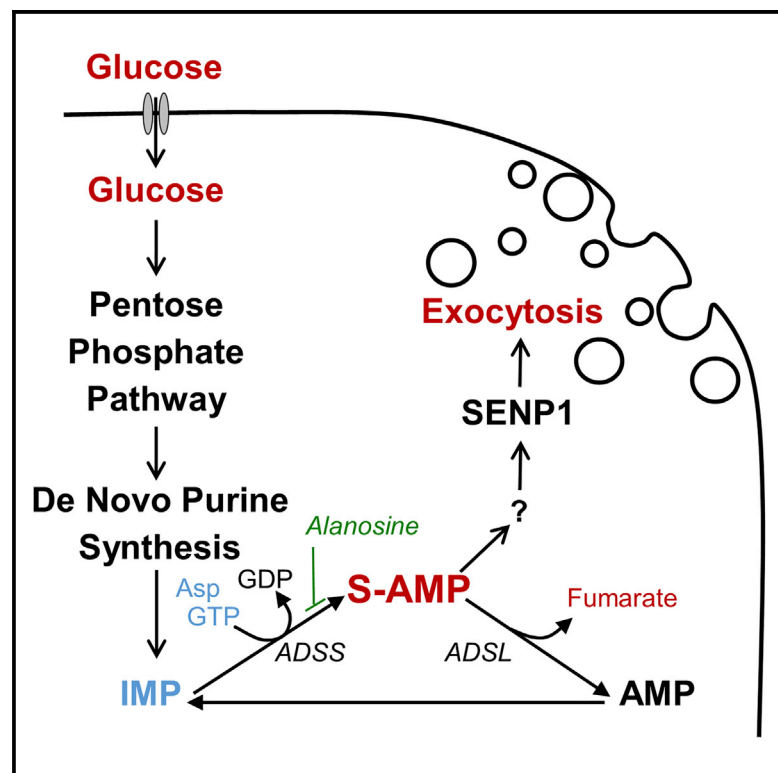 Glucose
Glucose
Pentose
Phosphate
Pathway
De Novo Purine
Synthesis
Exocytosis
SENP1
?
Alanosine
Asp
GTP
GDP
S-AMP
Fumarate
ADSS
ADSL
IMP
AMP